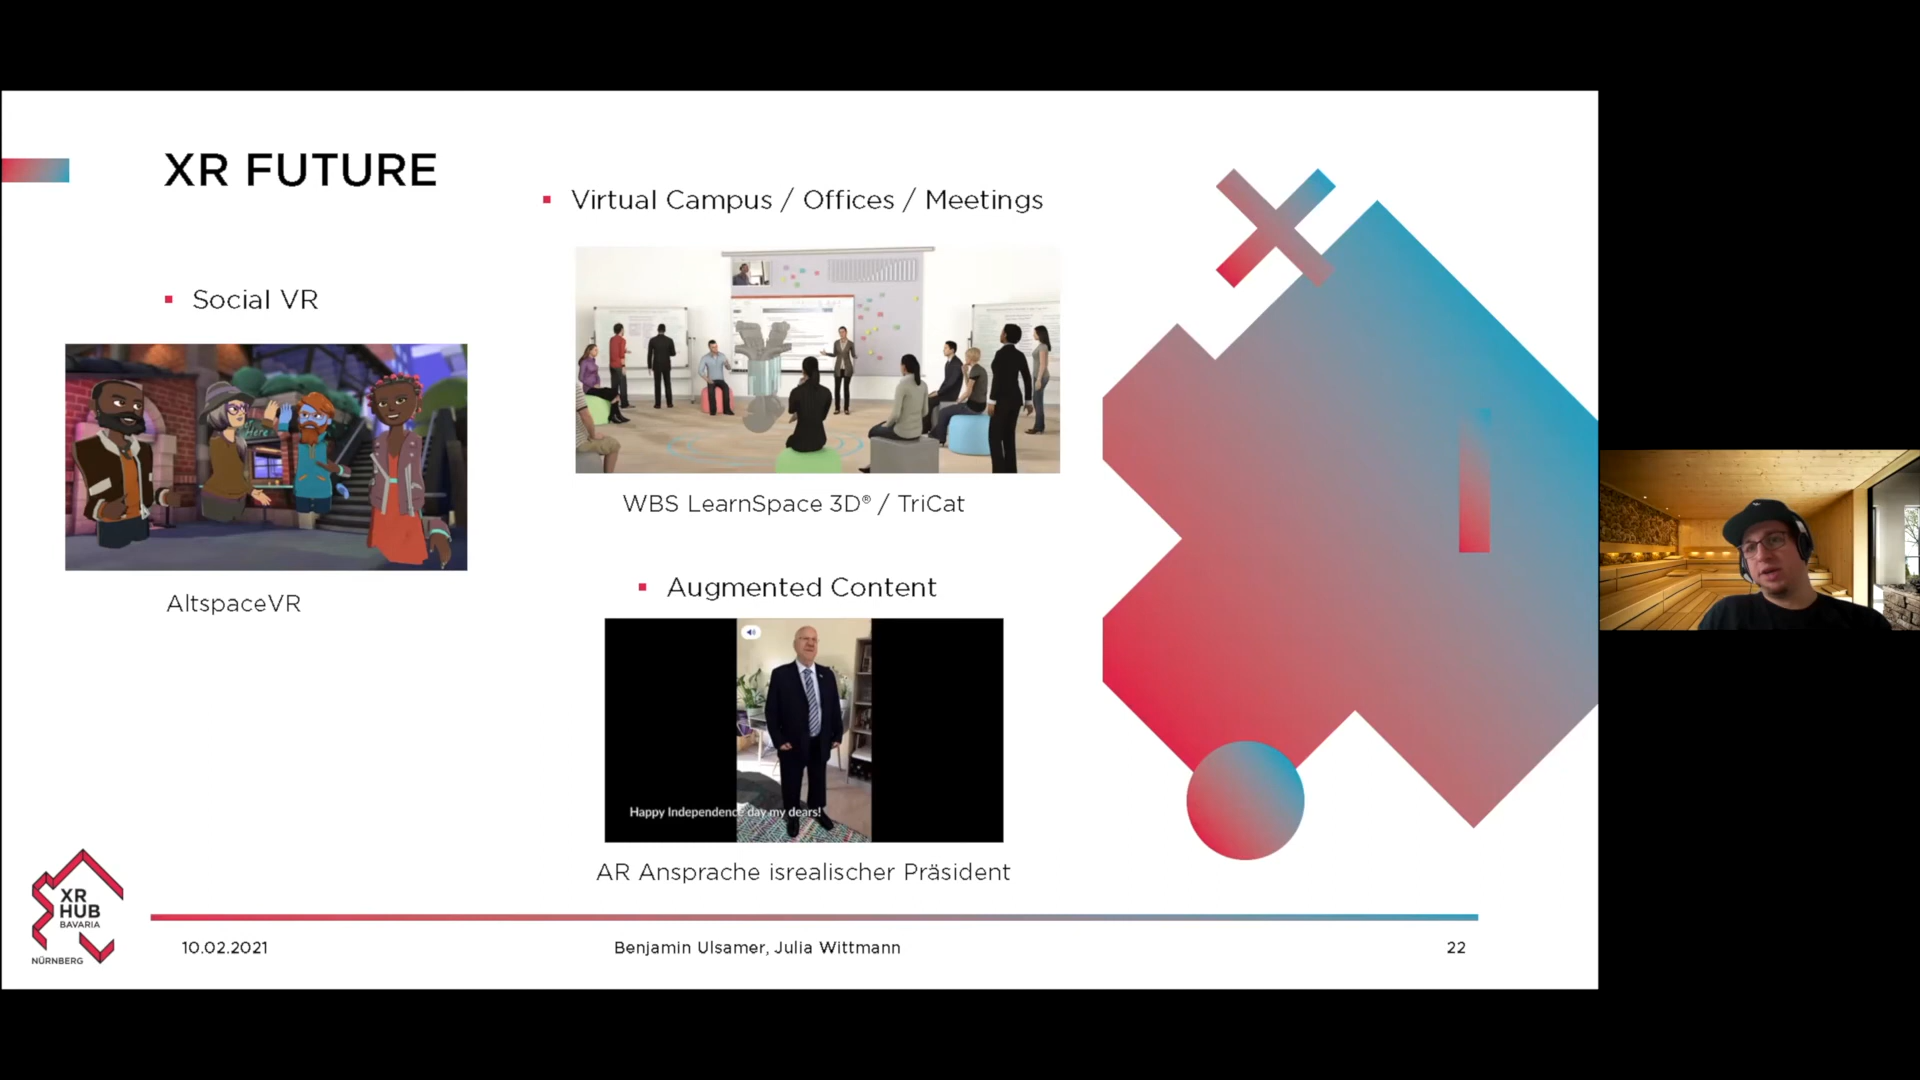 XR FUTURE
Social VR
AltspaceVR
Virtual Campus / Offices / Meetings
WBS LearnSpace 3D® / TriCat
Augmented Content
Happy Independence day my dears!
AR Ansprache isrealischer Präsident
XR
HUB
BAVARIA
NÜRNBERG
10.02.2021
Benjamin Ulsamer, Julia Wittmann
22